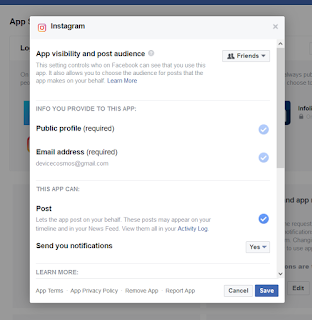 Instagram ×
App visibility and post audience ?
Friends
This setting controls who on Facebook can see that you use this
app. It also allows you to choose the audience for posts that the
app makes on your behalf. Learn More
INFO YOU PROVIDE TO THIS APP:
Public profile (required)
Email address (required)
devicecosmos@gmail.com
THIS APP CAN:
Post
Lets the app post on your behalf. These posts may appear on your
timeline and in your News Feed. View them all in your Activity Log.
Send you notifications
Yes
LEARN MORE:
App Terms · App Privacy Policy · Remove App · Report App
Cancel
Save
App S
Edit